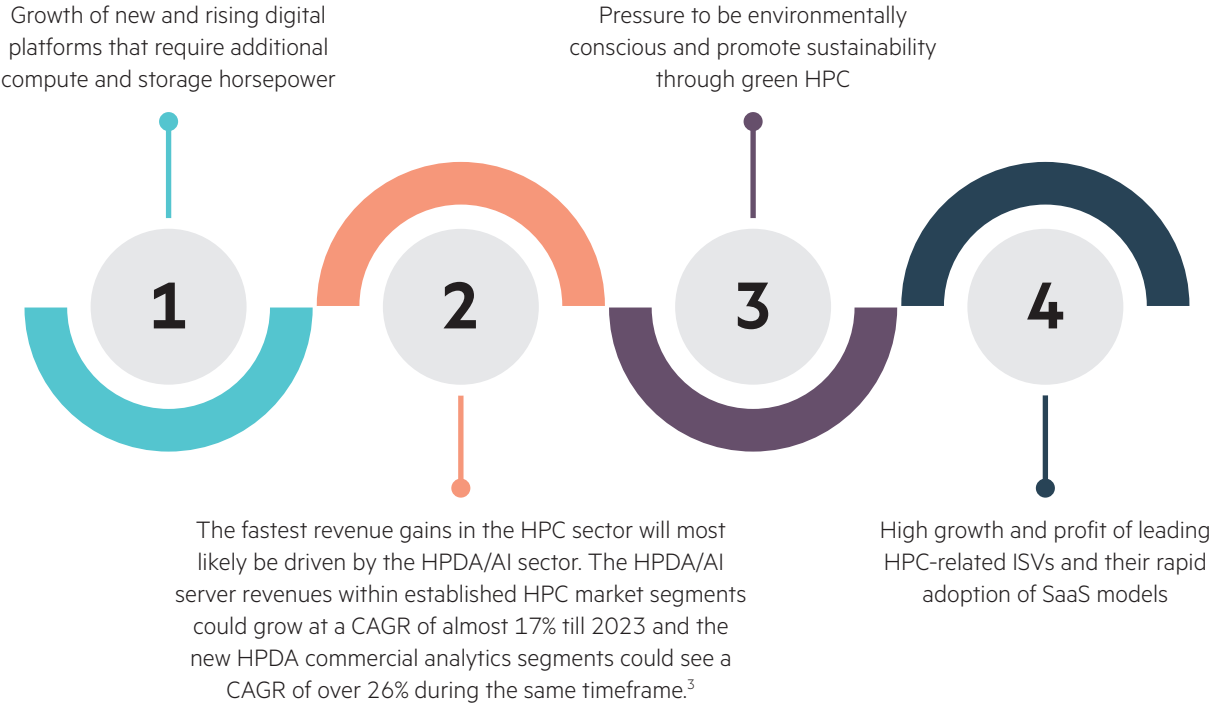 Growth of new and rising digital
platforms that require additional
compute and storage horsepower
Pressure to be environmentally
conscious and promote sustainability
through green HPC
1
2
3
4
The fastest revenue gains in the HPC sector will most
likely be driven by the HPDA/AI sector. The HPDA/AI
server revenues within established HPC market segments
could grow at a CAGR of almost 17% till 2023 and the
new HPDA commercial analytics segments could see a
CAGR of over 26% during the same timeframe.³
High growth and profit of leading
HPC-related ISVs and their rapid
adoption of SaaS models